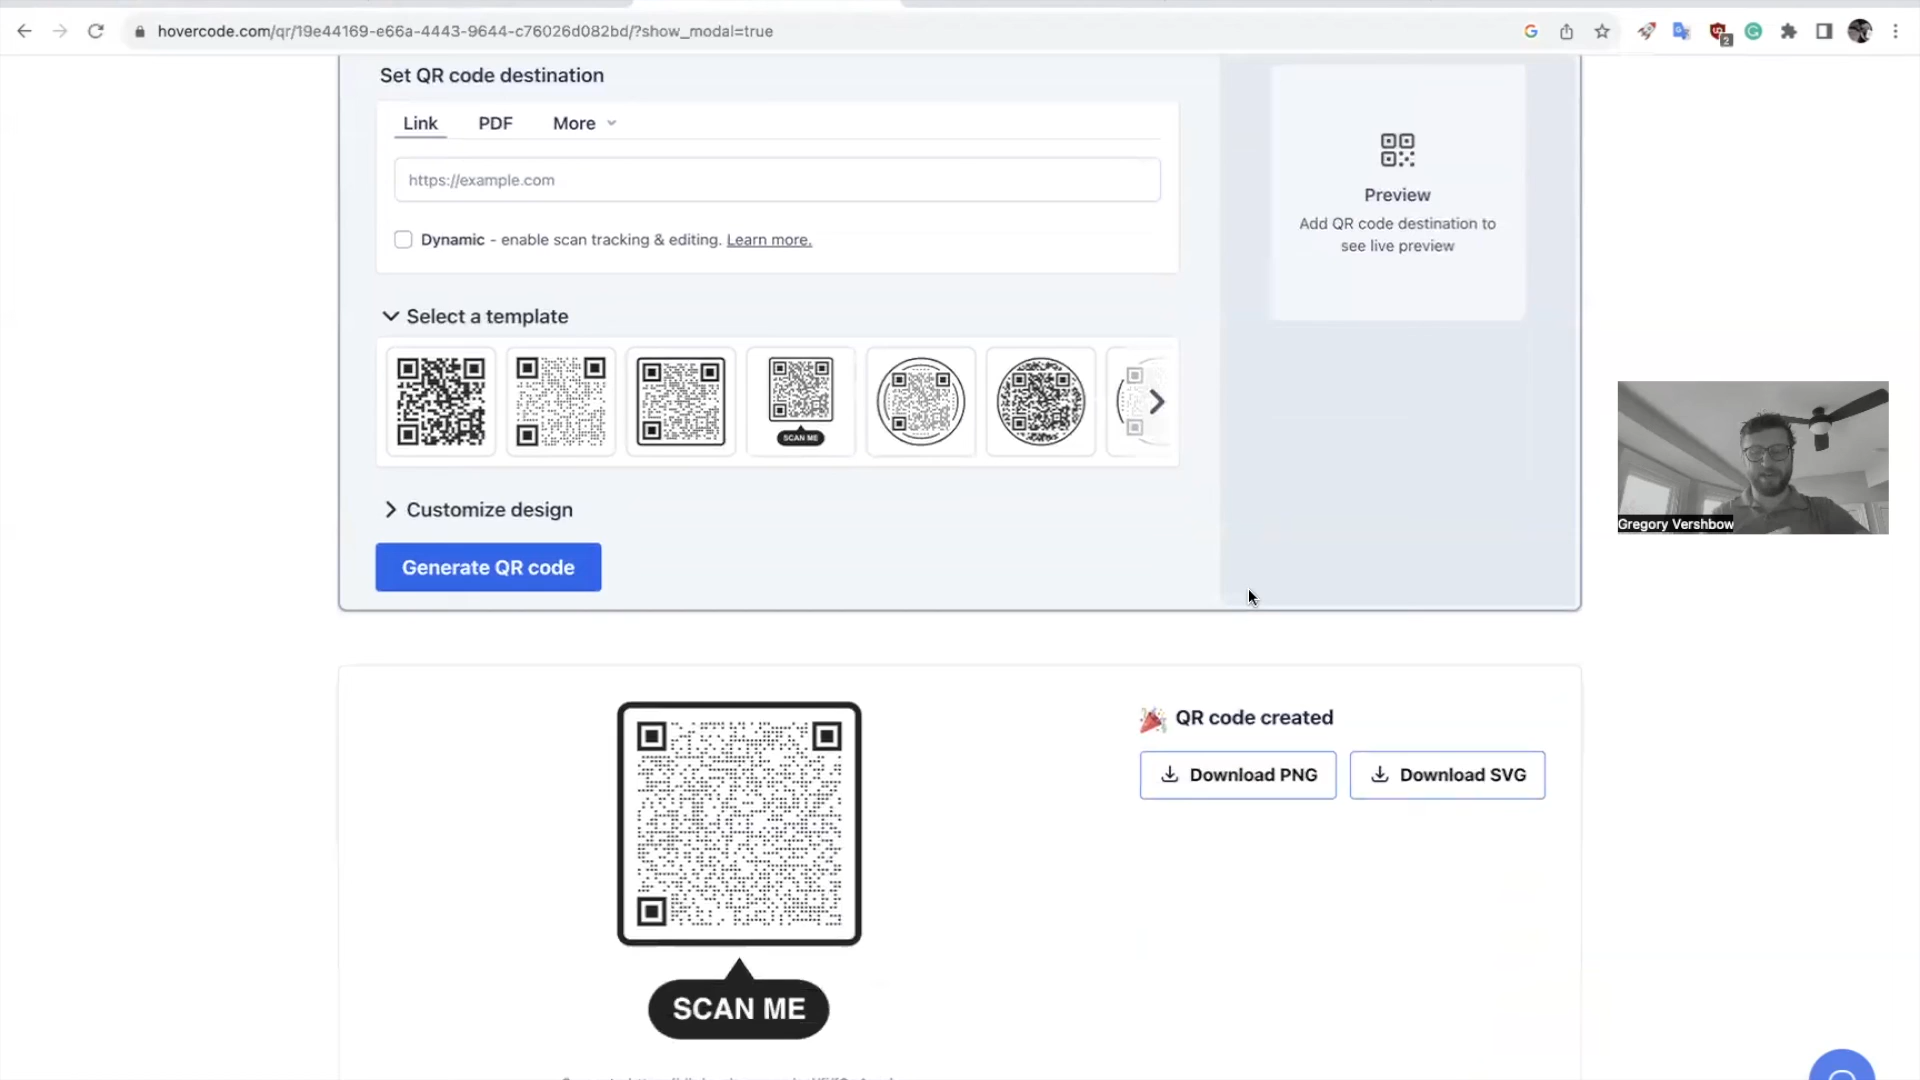 hovercode.com/qr/19e44169-e66a-4443-9644-c76026d082bd/?show_modal=true
2
Set QR code destination
Link PDF More
https://example.com
Dynamic - enable scan tracking & editing. Learn more.
Preview
Add QR code destination to
see live preview
Select a template
SCAN ME
Customize design
Generate QR code
Gregory Vershbow
QR code created
Download PNG Download SVG
SCAN ME